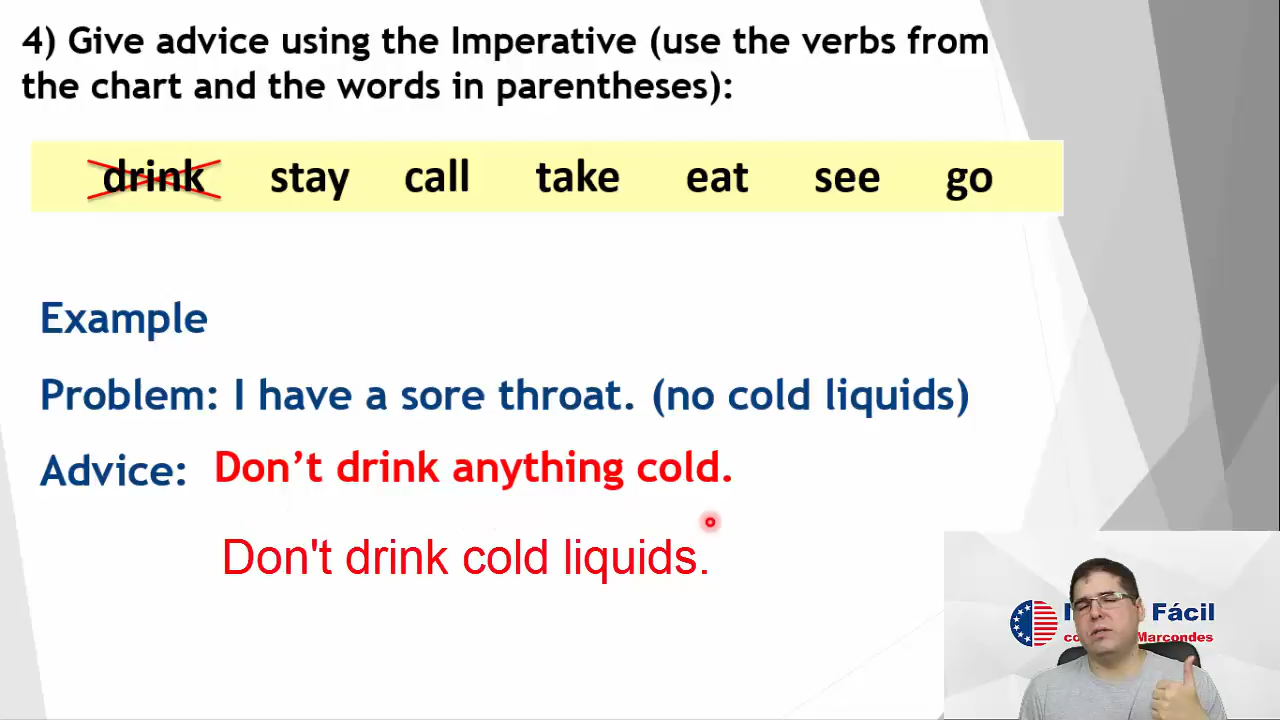 4) Give advice using the Imperative (use the verbs from
the chart and the words in parentheses):
drink stay call take eat see go
Example
Problem: I have a sore throat. (no cold liquids)
Advice: Don’t drink anything cold.
Don't drink cold liquids.
Fácil
Marcondes